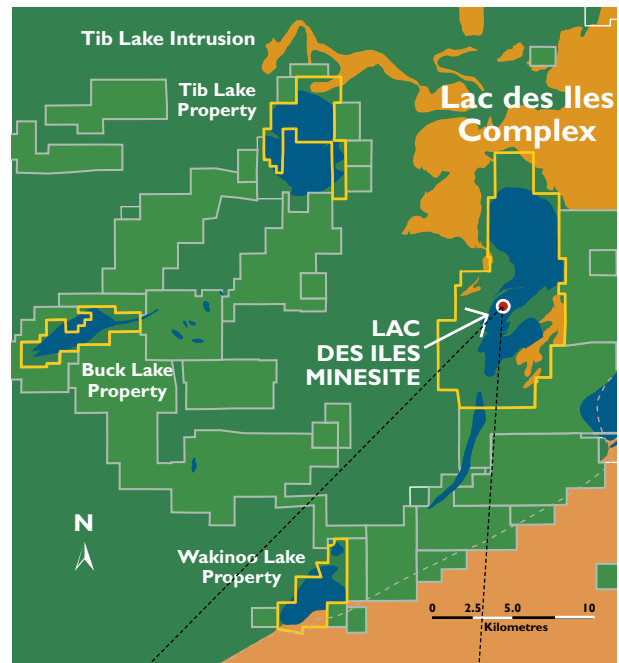 Tib Lake Intrusion
Tib Lake
Property
Lac des Iles
Complex
LAC
DES ILES
MINESITE
Buck Lake
Property
N
Wakinoo Lake
Property
0 2.5 5.0 10
Kilometres